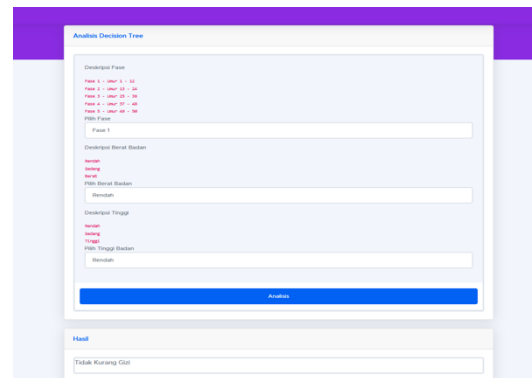 Analisis Decision Tree
Deskripsi Fase
Fase 1 - umur 1 - 12
Fase 2 - umur 13 - 24
Fase 3 - umur 25 - 36
Fase 4 - umur 37 - 48
Fase 5 - umur 49 -
Pilih Fase
Fase 1
Deskripsi Berat Badan
Rendah
Sedang
Berat
Pilih Berat Badan
Rendah
Deskripsi Tinggi
Rendah
Sedang
Tinggi
Pilih Tinggi Badan
Rendah
Analisis
Hasil
Tidak Kurang Gizi